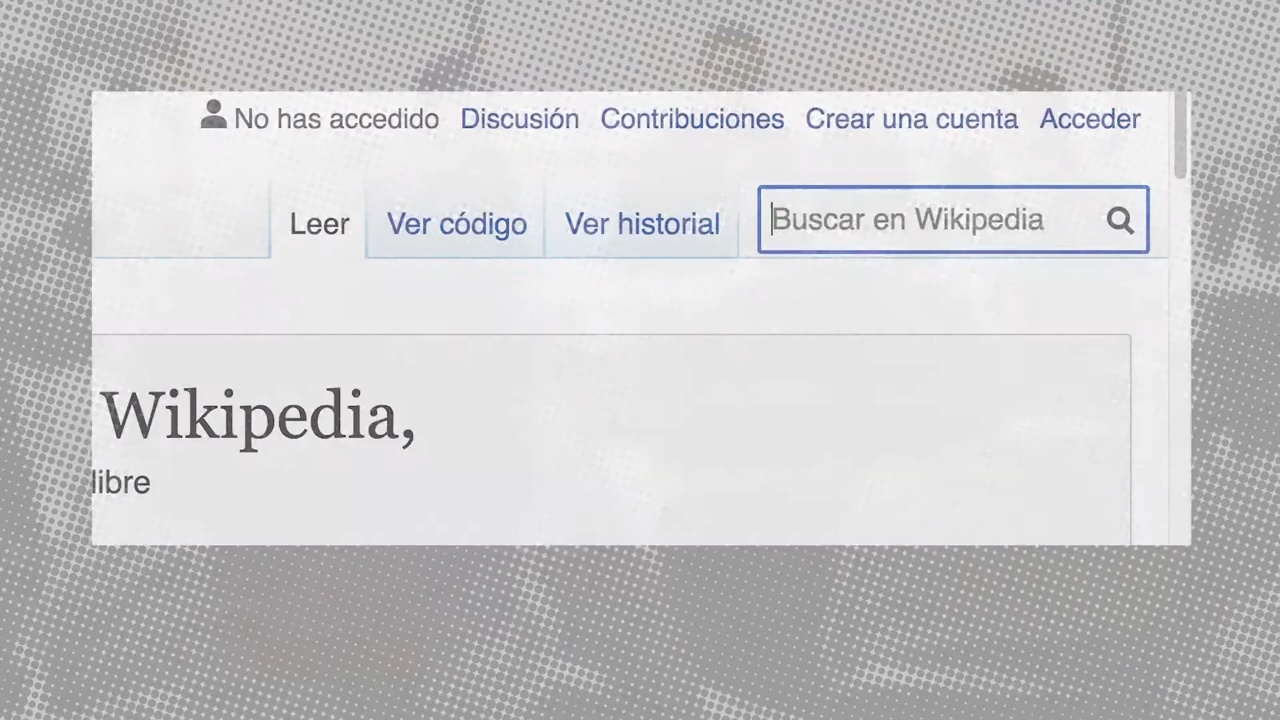 No has accedido Discusión Contribuciones Crear una cuenta Acceder
Leer Ver código Ver historial Buscar en Wikipedia
Wikipedia,
libre